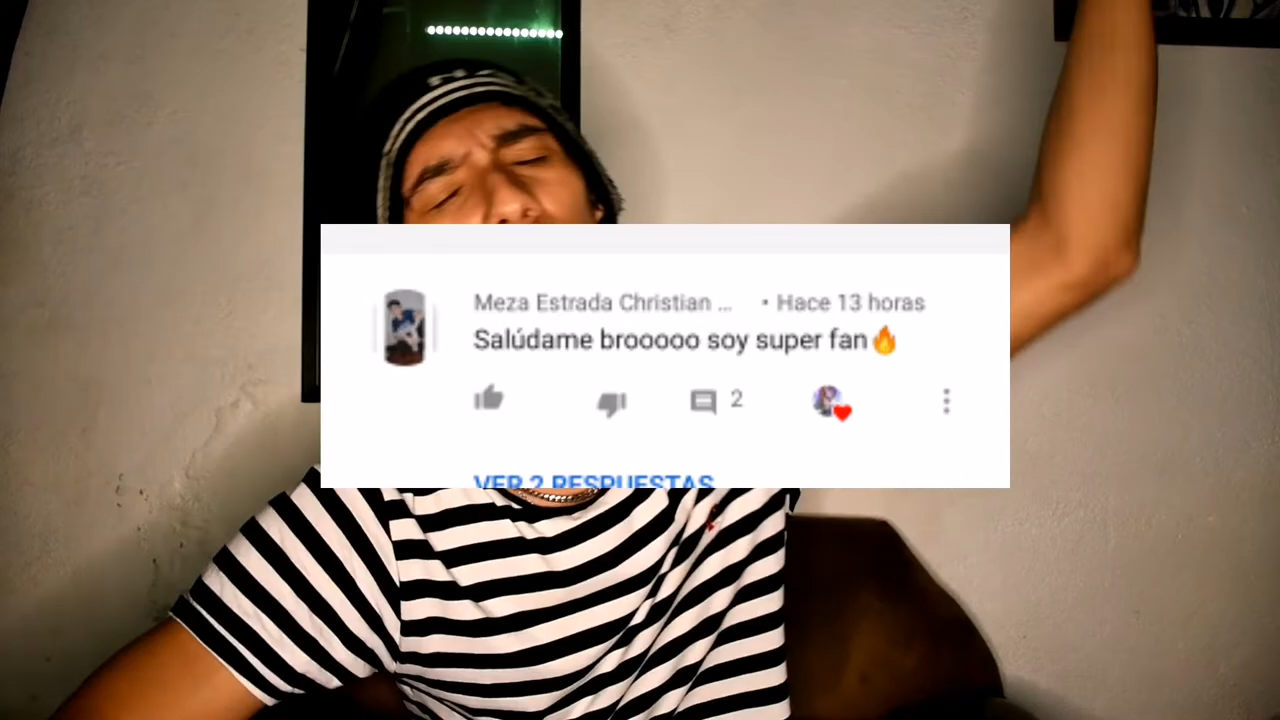 Meza Estrada Christian ... • Hace 13 horas
Salúdame brooooo soy super fan🔥
2
VER 2 RESPUESTAS